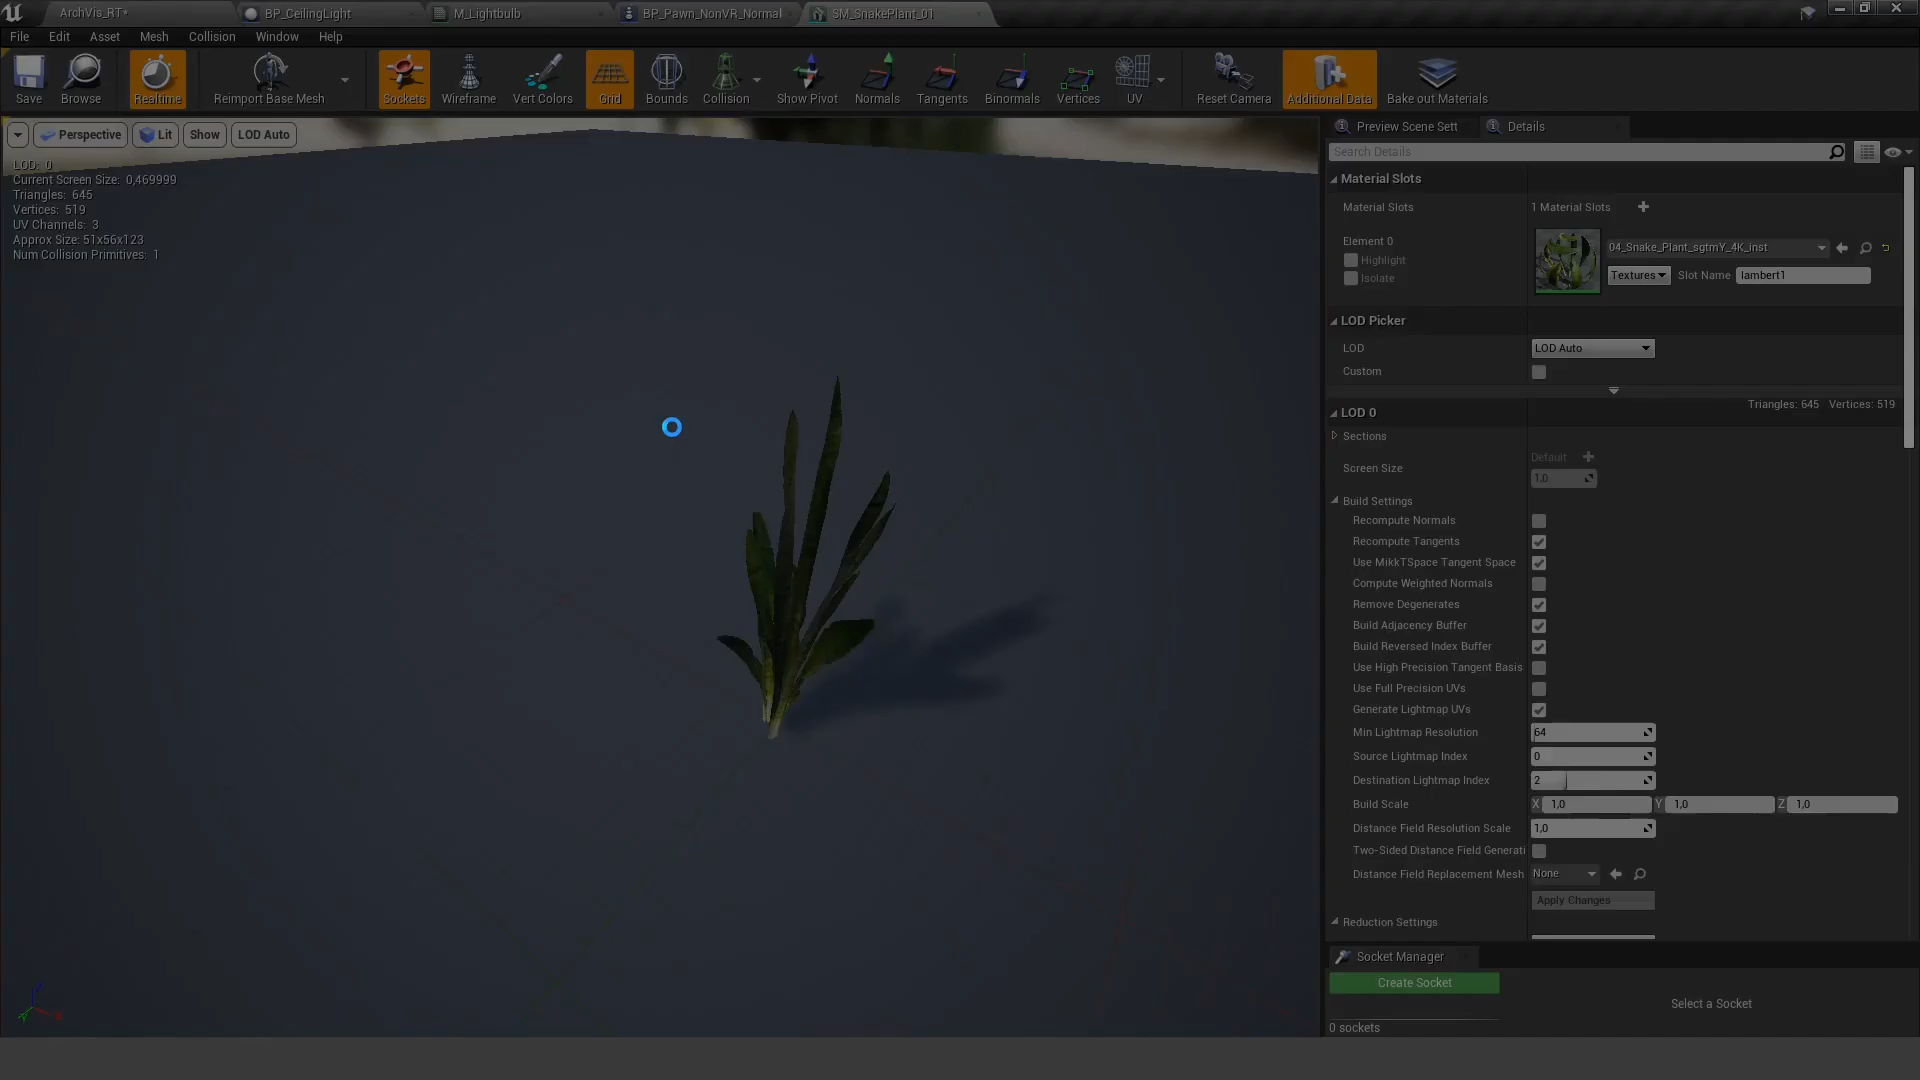 ArchVis_RT* BP_CeilingLight M_Lightbulb BP_Pawn_NonVR_Normal SM_SnakePlant_01
File Edit Asset Mesh Collision Window Help
Save Browse Realtime Reimport Base Mesh Sockets Wireframe Vert Colors Grid Bounds Collision Show Pivot Normals Tangents Binormals Vertices UV Reset Camera Additional Data Bake out Materials
Perspective Lit Show LOD Auto
LOD: 0
Current Screen Size: 0,469999
Triangles: 645
Vertices: 519
UV Channels: 3
Approx Size: 51x56x123
Num Collision Primitives: 1
Preview Scene Sett Details
Search Details
Material Slots
Material Slots 1 Material Slots
Element 0
Highlight
Isolate
04_Snake_Plant_sgtmY_4K_inst
Textures Slot Name lambert1
LOD Picker
LOD LOD Auto
Custom
LOD 0 Triangles: 645 Vertices: 519
Sections
Default
Screen Size 1,0
Build Settings
Recompute Normals
Recompute Tangents
Use MikkTSpace Tangent Space
Compute Weighted Normals
Remove Degenerates
Build Adjacency Buffer
Build Reversed Index Buffer
Use High Precision Tangent Basis
Use Full Precision UVs
Generate Lightmap UVs
Min Lightmap Resolution 64
Source Lightmap Index 0
Destination Lightmap Index 2
Build Scale X 1,0 Y 1,0 Z 1,0
Distance Field Resolution Scale 1,0
Two-Sided Distance Field Generati
Distance Field Replacement Mesh None
Apply Changes
Reduction Settings
Socket Manager
Create Socket
Select a Socket
0 sockets